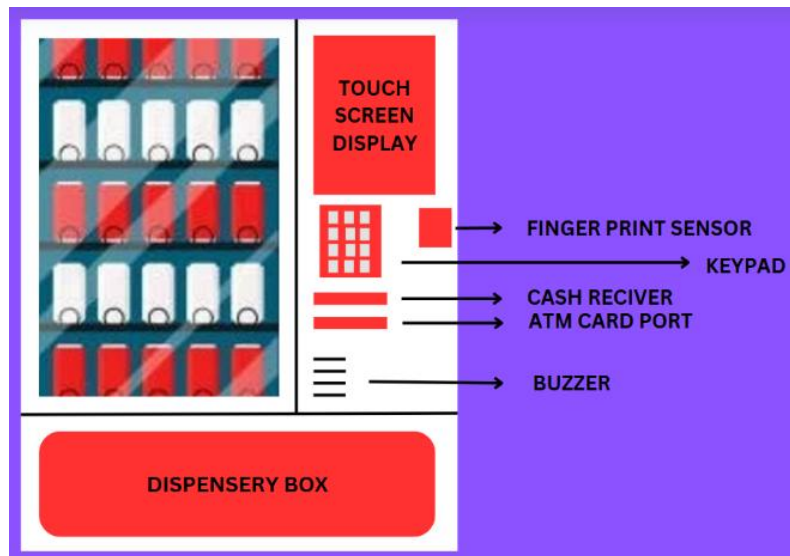 TOUCH
SCREEN
DISPLAY
FINGER PRINT SENSOR
KEYPAD
CASH RECIVER
ATM CARD PORT
BUZZER
DISPENSERY BOX